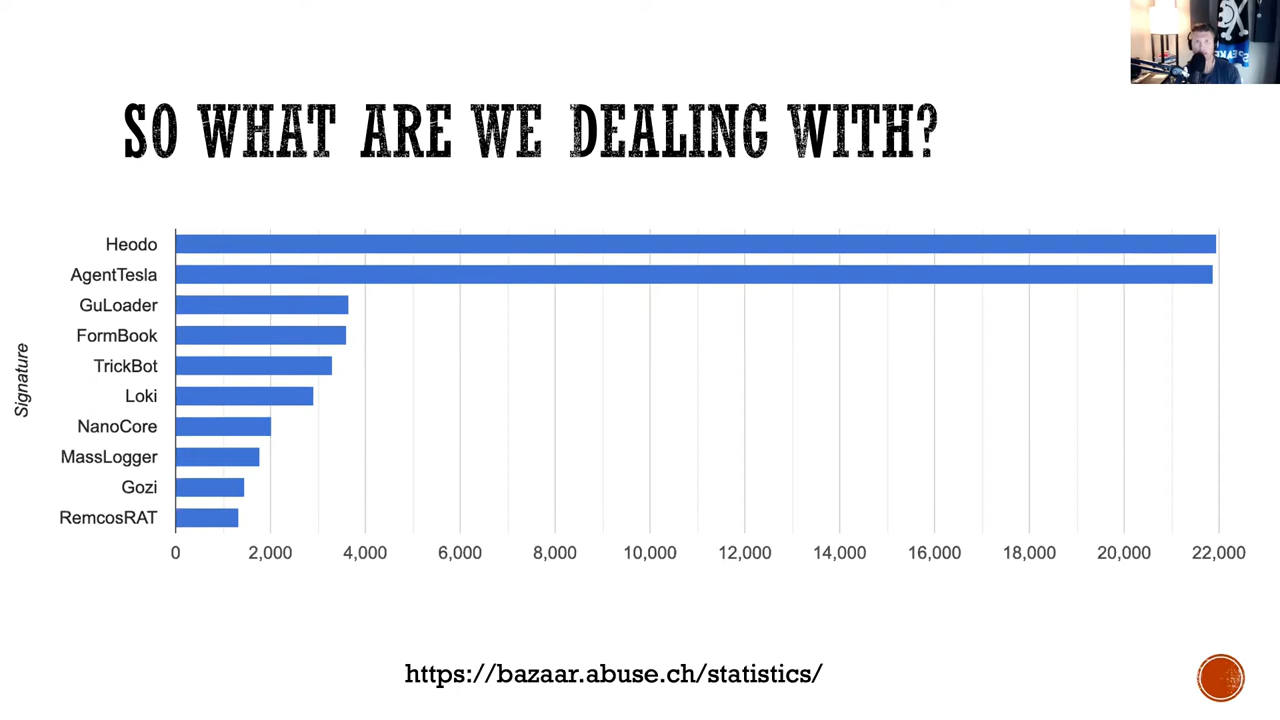 SO WHAT ARE WE DEALING WITH?
Signature
Heodo
AgentTesla
GuLoader
FormBook
TrickBot
Loki
NanoCore
MassLogger
Gozi
RemcosRAT
0 2,000 4,000 6,000 8,000 10,000 12,000 14,000 16,000 18,000 20,000 22,000
https://bazaar.abuse.ch/statistics/